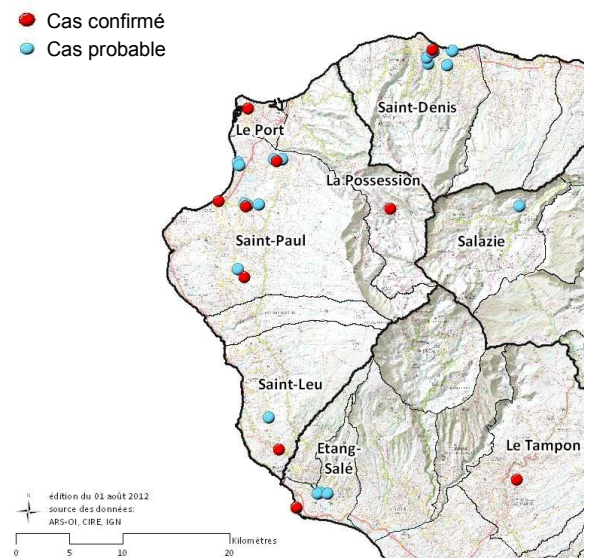 Cas confirmé
Cas probable
Saint-Denis
Le Port
La Possession
Saint-Paul
Salazie
Saint-Leu
Etang-
Salé
Le Tampon
N
édition du 01 août 2012
source des données:
ARS-OI, CIRE, IGN
Kilomètres
0 5 10 20